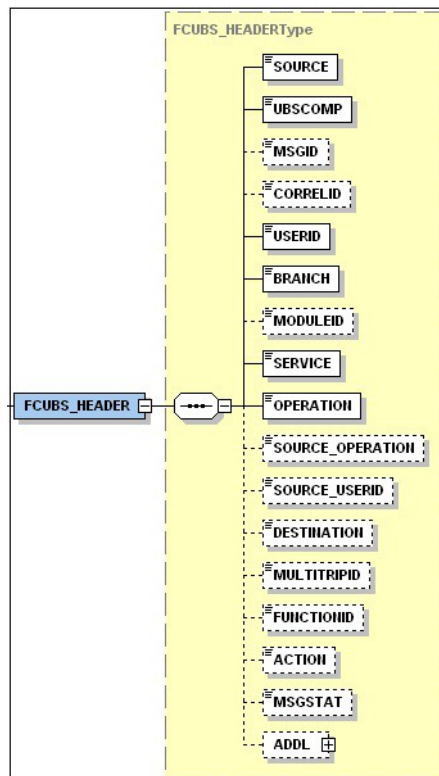 FCUBS_HEADERType
SOURCE
UBSCOMP
MSGID
CORRELID
USERID
BRANCH
MODULEID
SERVICE
FCUBS_HEADER
OPERATION
SOURCE_OPERATION
SOURCE_USERID
DESTINATION
MULTITRIPID
FUNCTIONID
ACTION
MSGSTAT
ADDL